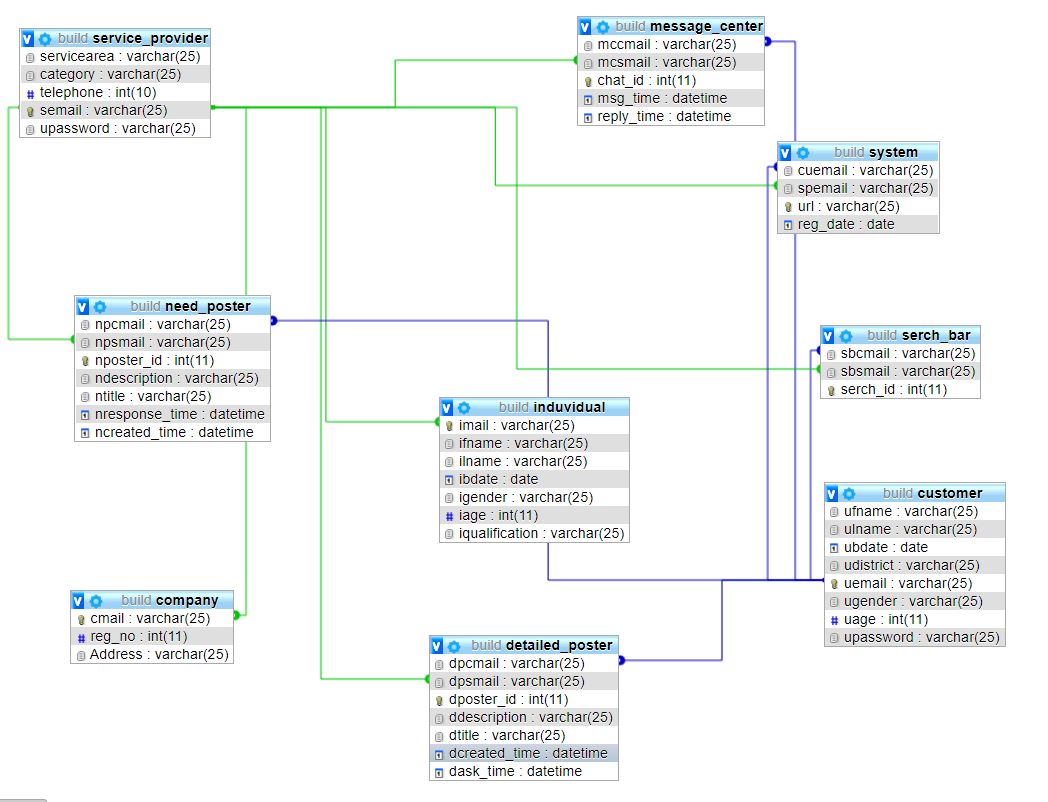 build service_provider
servicearea : varchar(25)
category : varchar(25)
telephone : int(10)
semail : varchar(25)
upassword : varchar(25)
build message_center
mccmail : varchar(25)
mcsmail : varchar(25)
chat_id : int(11)
msg_time : datetime
reply_time : datetime
build system
cuemail : varchar(25)
spemail : varchar(25)
url : varchar(25)
reg_date : date
build need_poster
npcmail : varchar(25)
npsmail : varchar(25)
nposter_id : int(11)
ndescription : varchar(25)
ntitle : varchar(25)
nresponse_time : datetime
ncreated_time : datetime
build serch_bar
sbcmail : varchar(25)
sbsmail : varchar(25)
serch_id : int(11)
build induvidual
imail : varchar(25)
ifname : varchar(25)
ilname : varchar(25)
ibdate : date
igender : varchar(25)
iage : int(11)
iqualification : varchar(25)
build customer
ufname : varchar(25)
ulname : varchar(25)
ubdate : date
udistrict : varchar(25)
uemail : varchar(25)
ugender : varchar(25)
uage : int(11)
upassword : varchar(25)
build company
cmail : varchar(25)
reg_no : int(11)
Address : varchar(25)
build detailed_poster
dpcmail : varchar(25)
dpsmail : varchar(25)
dposter_id : int(11)
ddescription : varchar(25)
dtitle : varchar(25)
dcreated_time : datetime
dask_time : datetime